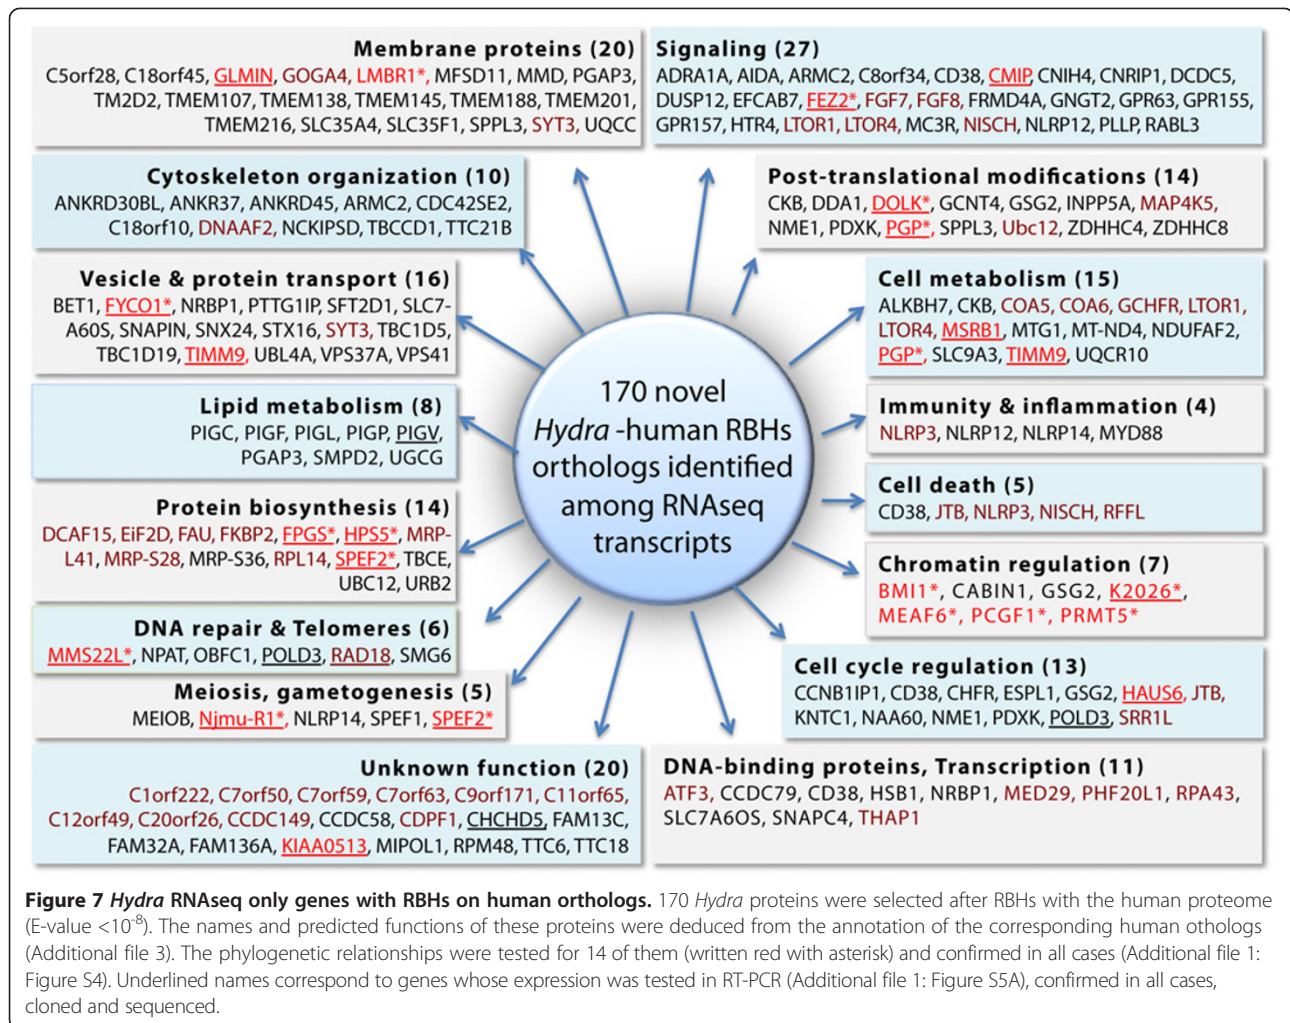 Membrane proteins (20)
C5orf28, C18orf45, GLMIN, GOGA4, LMBR1*, MFSD11, MMD, PGAP3,
TM2D2, TMEM107, TMEM138, TMEM145, TMEM188, TMEM201,
TMEM216, SLC35A4, SLC35F1, SPPL3, SYT3, UQCC
Signaling (27)
ADRA1A, AIDA, ARMC2, C8orf34, CD38, CMIP, CNIH4, CNRIP1, DCDC5,
DUSP12, EFCAB7, FEZ2*, FGF7, FGF8, FRMD4A, GNGT2, GPR63, GPR155,
GPR157, HTR4, LTOR1, LTOR4, MC3R, NISCH, NLRP12, PLLP, RABL3
Cytoskeleton organization (10)
ANKRD30BL, ANKR37, ANKRD45, ARMC2, CDC42SE2,
C18orf10, DNAAF2, NCKIPSD, TBCCD1, TTC21B
Post-translational modifications (14)
CKB, DDA1, DOLK*, GCNT4, GSG2, INPP5A, MAP4K5,
NME1, PDXK, PGP*, SPPL3, Ubc12, ZDHHC4, ZDHHC8
Vesicle & protein transport (16)
BET1, FYCO1*, NRBP1, PTTG1IP, SFT2D1, SLC7-
A60S, SNAPIN, SNX24, STX16, SYT3, TBC1D5,
TBC1D19, TIMM9, UBL4A, VPS37A, VPS41
Cell metabolism (15)
ALKBH7, CKB, COA5, COA6, GCHFR, LTOR1,
LTOR4, MSRB1, MTG1, MT-ND4, NDUFAF2,
PGP*, SLC9A3, TIMM9, UQCR10
Lipid metabolism (8)
PIGC, PIGF, PIGL, PIGP, PIGV,
PGAP3, SMPD2, UGCG
170 novel
Hydra -human RBHs
orthologs identified
among RNAseq
transcripts
Immunity & inflammation (4)
NLRP3, NLRP12, NLRP14, MYD88
Cell death (5)
CD38, JTB, NLRP3, NISCH, RFFL
Protein biosynthesis (14)
DCAF15, EiF2D, FAU, FKBP2, FPGS*, HPS5*, MRP-
L41, MRP-S28, MRP-S36, RPL14, SPEF2*, TBCE,
UBC12, URB2
Chromatin regulation (7)
BMI1*, CABIN1, GSG2, K2026*,
MEAF6*, PCGF1*, PRMT5*
DNA repair & Telomeres (6)
MMS22L*, NPAT, OBFC1, POLD3, RAD18, SMG6
Cell cycle regulation (13)
CCNB1IP1, CD38, CHFR, ESPL1, GSG2, HAUS6, JTB,
KNTC1, NAA60, NME1, PDXK, POLD3, SRR1L
Meiosis, gametogenesis (5)
MEIOB, Njmu-R1*, NLRP14, SPEF1, SPEF2*
Unknown function (20)
C1orf222, C7orf50, C7orf59, C7orf63, C9orf171, C11orf65,
C12orf49, C20orf26, CCDC149, CCDC58, CDPF1, CHCHD5, FAM13C,
FAM32A, FAM136A, KIAA0513, MIPOL1, RPM48, TTC6, TTC18
DNA-binding proteins, Transcription (11)
ATF3, CCDC79, CD38, HSB1, NRBP1, MED29, PHF20L1, RPA43,
SLC7A6OS, SNAPC4, THAP1
Figure 7 Hydra RNAseq only genes with RBHs on human orthologs. 170 Hydra proteins were selected after RBHs with the human proteome
(E-value <10-8). The names and predicted functions of these proteins were deduced from the annotation of the corresponding human othologs
(Additional file 3). The phylogenetic relationships were tested for 14 of them (written red with asterisk) and confirmed in all cases (Additional file 1:
Figure S4). Underlined names correspond to genes whose expression was tested in RT-PCR (Additional file 1: Figure S5A), confirmed in all cases,
cloned and sequenced.